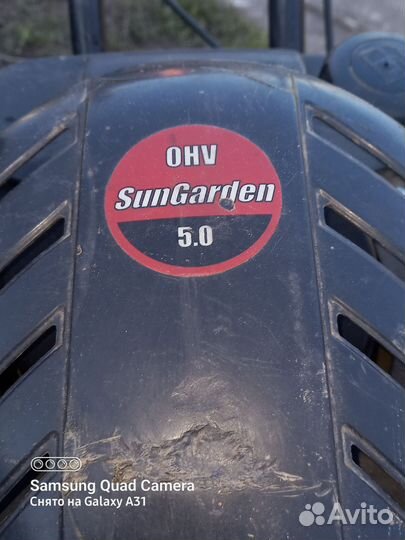 OHV
SunGarden
5.0
Samsung Quad Camera
Снято на Galaxy A31
Avito